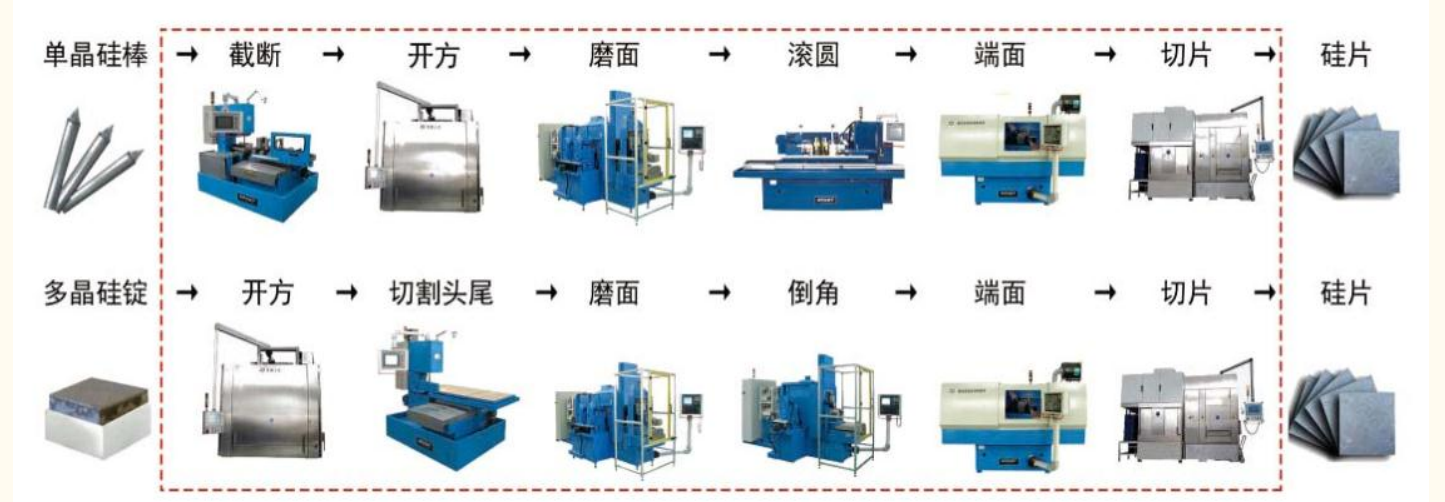 单晶硅棒 → 截断 → 开方 → 磨面 → 滚圆 → 端面 → 切片 → 硅片
多晶硅锭 → 开方 → 切割头尾 → 磨面 → 倒角 → 端面 → 切片 → 硅片